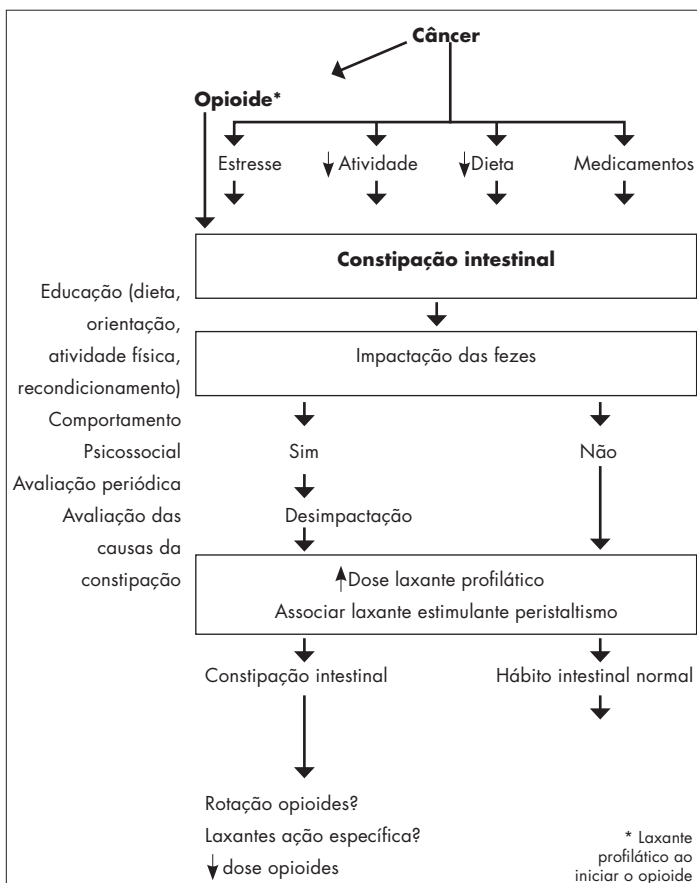 Câncer
Opioide*
Estresse
Atividade
Dieta
Medicamentos
Constipação intestinal
Educação (dieta,
orientação,
atividade física,
recondicionamento)
Comportamento
Psicossocial
Avaliação periódica
Avaliação das
causas da
constipação
Impactação das fezes
Sim
Não
Desimpactação
Dose laxante profilático
Associar laxante estimulante peristaltismo
Constipação intestinal
Hábito intestinal normal
Rotação opioides?
Laxantes ação específica?
dose opioides
* Laxante
profilático ao
iniciar o opioide